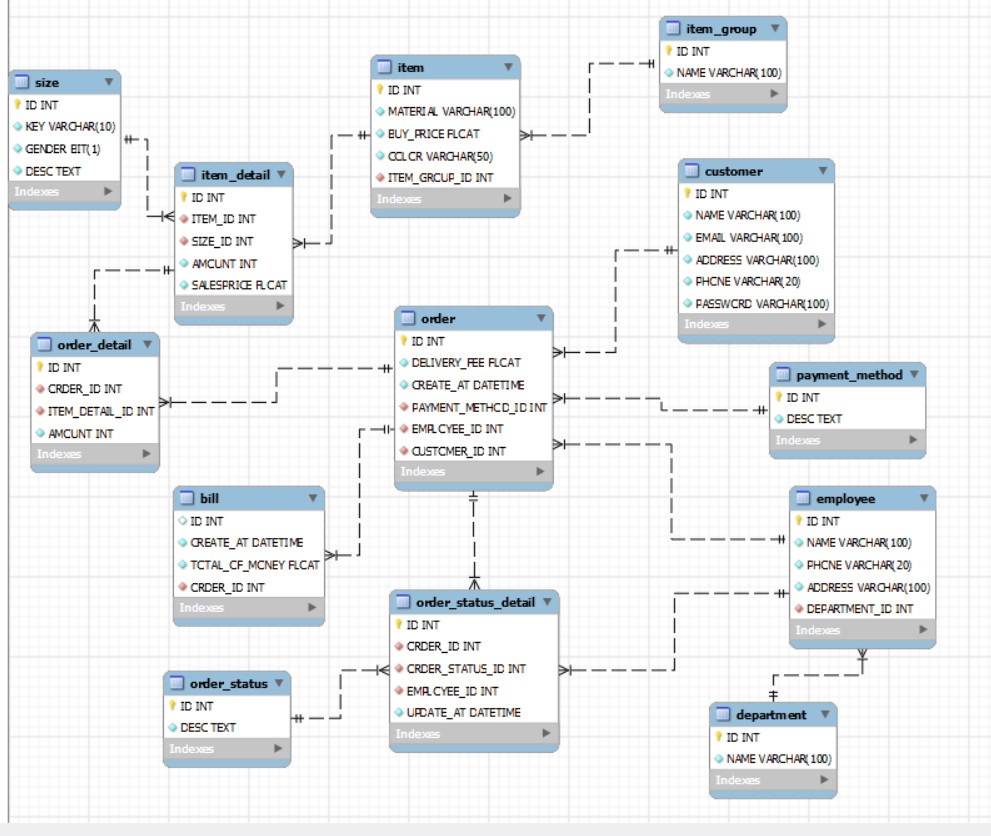 size
ID INT
KEY VARCHAR(10)
GENDER BIT(1)
DESC TEXT
Indexes
item_detail
ID INT
ITEM_ID INT
SIZE_ID INT
AMOUNT INT
SALESPRICE FLOAT
Indexes
item
ID INT
MATERIAL VARCHAR(100)
BUY_PRICE FLOAT
COLOR VARCHAR(50)
ITEM_GROUP_ID INT
Indexes
item_group
ID INT
NAME VARCHAR(100)
Indexes
customer
ID INT
NAME VARCHAR(100)
EMAIL VARCHAR(100)
ADDRESS VARCHAR(100)
PHONE VARCHAR(20)
PASSWORD VARCHAR(100)
Indexes
order_detail
ID INT
ORDER_ID INT
ITEM_DETAIL_ID INT
AMOUNT INT
Indexes
order
ID INT
DELIVERY_FEE FLOAT
CREATE_AT DATETIME
PAYMENT_METHOD_ID INT
EMPLOYEE_ID INT
CUSTOMER_ID INT
Indexes
payment_method
ID INT
DESC TEXT
Indexes
bill
ID INT
CREATE_AT DATETIME
TOTAL_OF_MONEY FLOAT
ORDER_ID INT
Indexes
employee
ID INT
NAME VARCHAR(100)
PHONE VARCHAR(20)
ADDRESS VARCHAR(100)
DEPARTMENT_ID INT
Indexes
order_status_detail
ID INT
ORDER_ID INT
ORDER_STATUS_ID INT
EMPLOYEE_ID INT
UPDATE_AT DATETIME
Indexes
order_status
ID INT
DESC TEXT
Indexes
department
ID INT
NAME VARCHAR(100)
Indexes